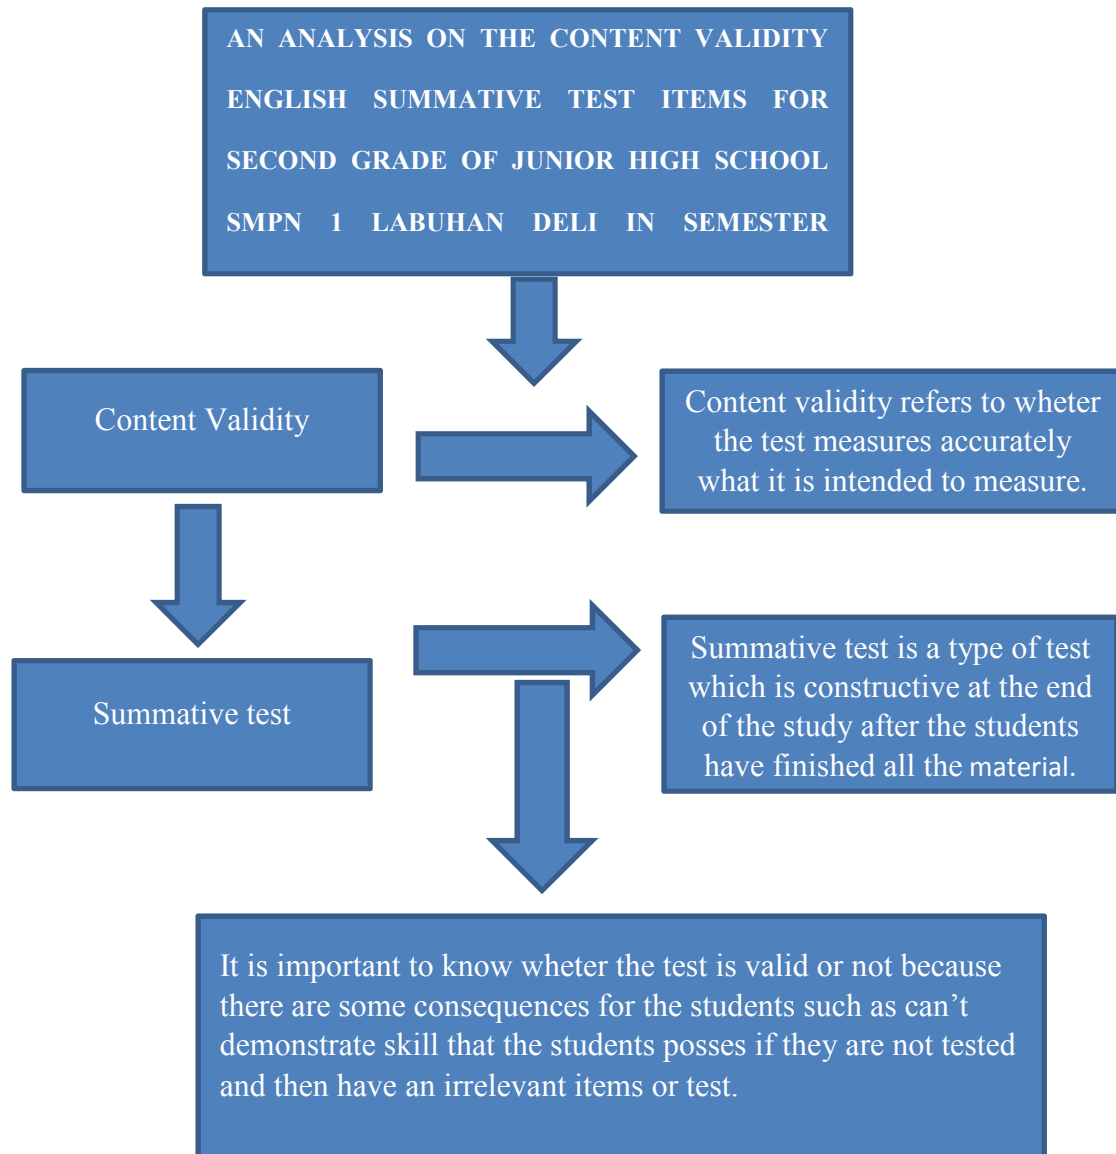 AN ANALYSIS ON THE CONTENT VALIDITY
ENGLISH SUMMATIVE TEST ITEMS FOR
SECOND GRADE OF JUNIOR HIGH SCHOOL
SMPN 1 LABUHAN DELI IN SEMESTER
Content Validity
Content validity refers to wheter
the test measures accurately
what it is intended to measure.
Summative test
Summative test is a type of test
which is constructive at the end
of the study after the students
have finished all the material.
It is important to know wheter the test is valid or not because
there are some consequences for the students such as can’t
demonstrate skill that the students posses if they are not tested
and then have an irrelevant items or test.